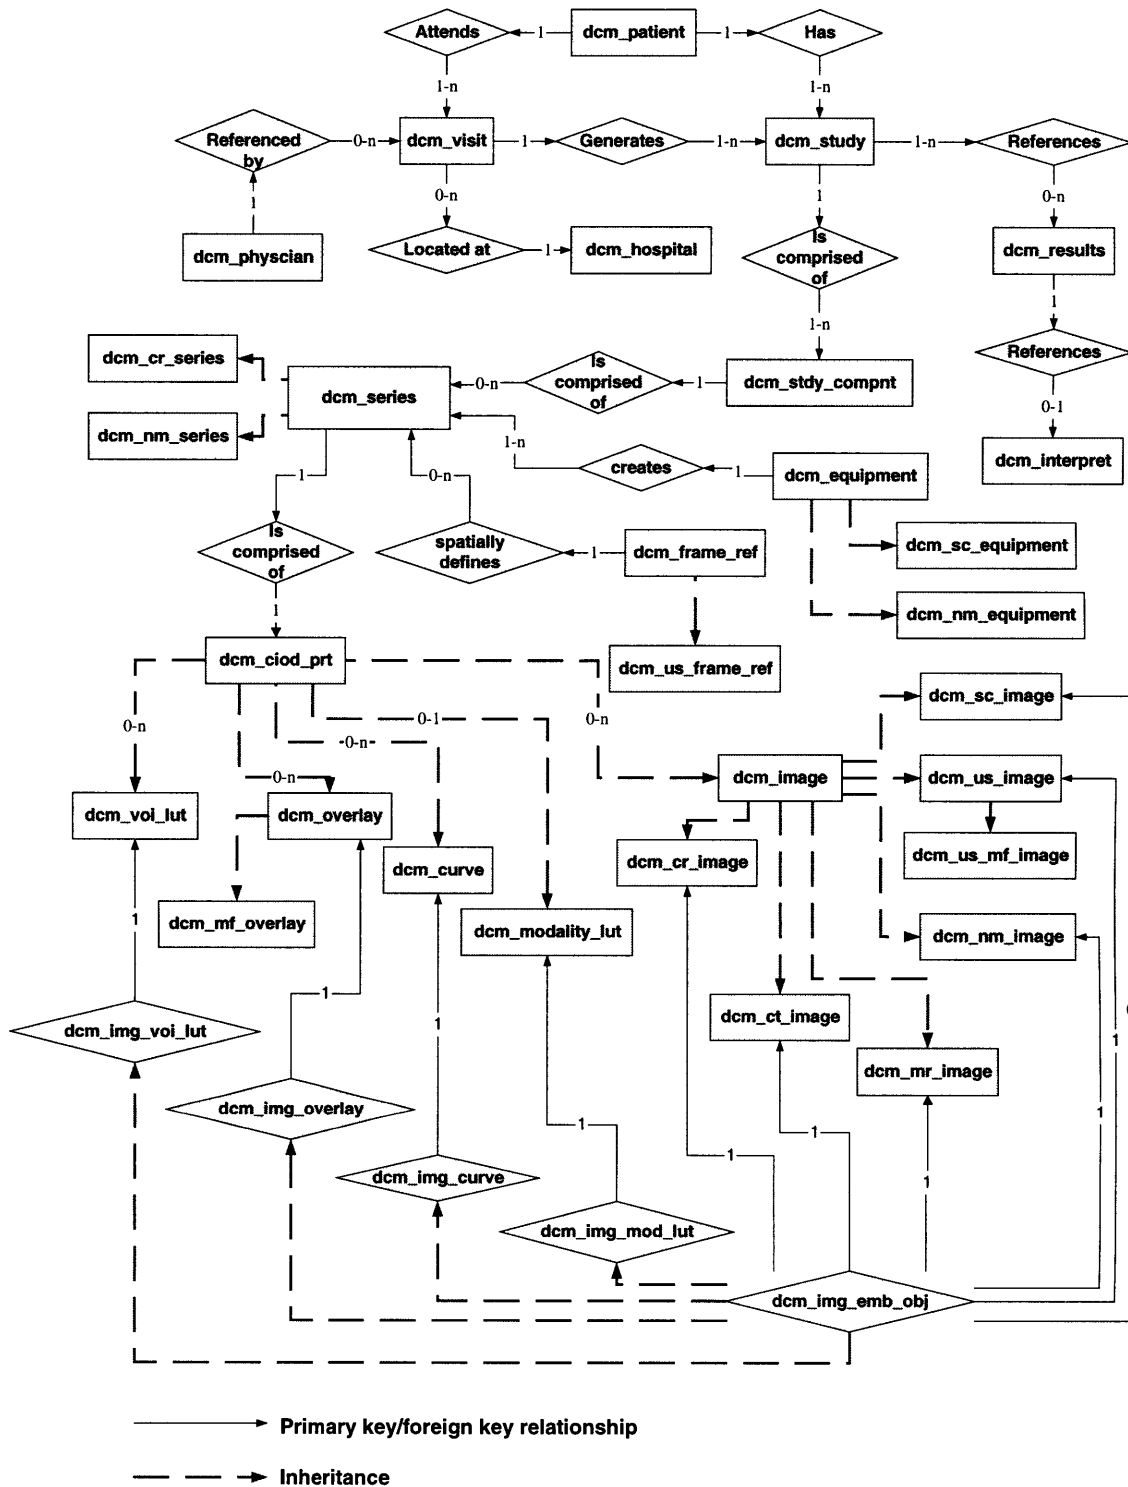 Attends
1
dcm_patient
1
Has
1-n
1-n
Referenced
by
0-n
dcm_visit
1
Generates
1-n
dcm_study
1-n
References
1
0-n
1
0-n
dcm_physcian
Located at
1
dcm_hospital
Is
comprised
of
dcm_results
1
1-n
References
dcm_cr_series
dcm_series
0-n
Is
comprised
of
1
dcm_stdy_compnt
0-1
dcm_nm_series
1-n
creates
1
dcm_equipment
dcm_interpret
1
0-n
Is
comprised
of
spatially
defines
1
dcm_frame_ref
dcm_sc_equipment
1
dcm_nm_equipment
dcm_ciod_prt
dcm_us_frame_ref
dcm_sc_image
0-n
0-1
0-n
0-n
0-n
dcm_image
dcm_us_image
dcm_voi_lut
dcm_overlay
dcm_curve
dcm_cr_image
dcm_us_mf_image
1
dcm_mf_overlay
dcm_modality_lut
dcm_nm_image
1
dcm_img_voi_lut
1
dcm_ct_image
1
dcm_mr_image
dcm_img_overlay
1
1
1
1
1
dcm_img_curve
1
dcm_img_mod_lut
dcm_img_emb_obj
Primary key/foreign key relationship
Inheritance